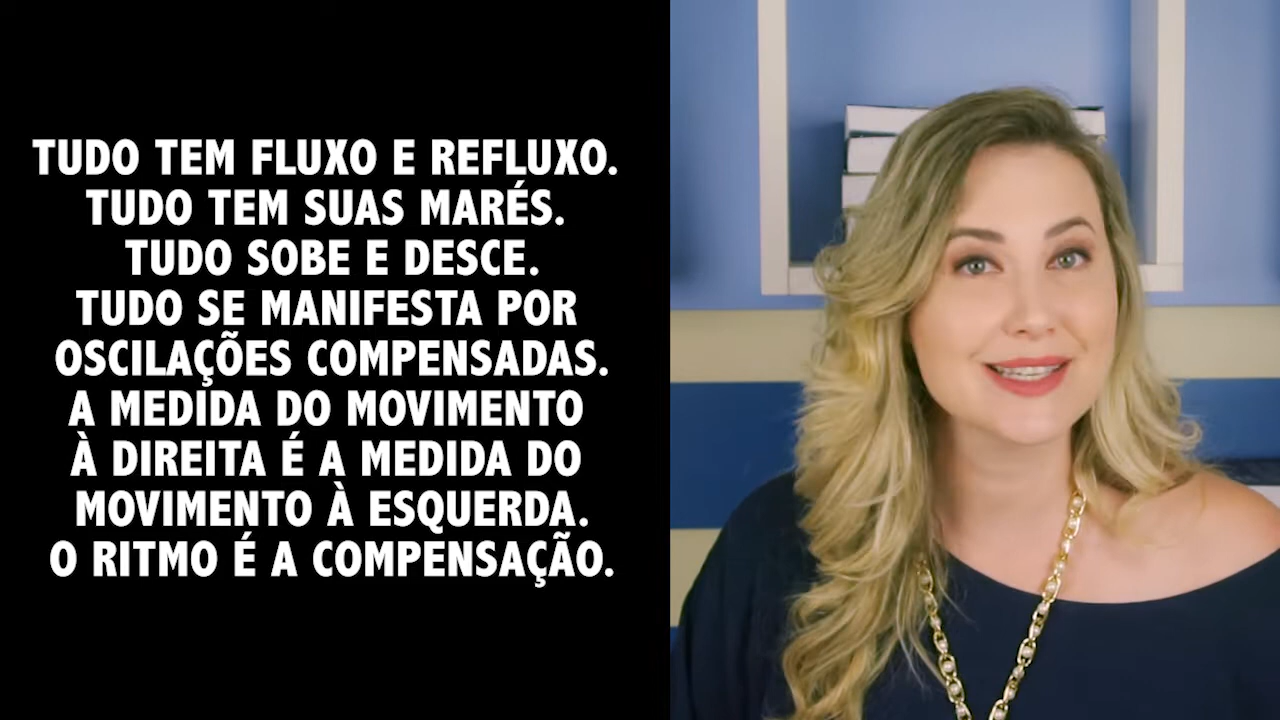 TUDO TEM FLUXO E REFLUXO.
TUDO TEM SUAS MARÉS.
TUDO SOBE E DESCE.
TUDO SE MANIFESTA POR
OSCILAÇÕES COMPENSADAS.
A MEDIDA DO MOVIMENTO
À DIREITA É A MEDIDA DO
MOVIMENTO À ESQUERDA.
O RITMO É A COMPENSAÇÃO.